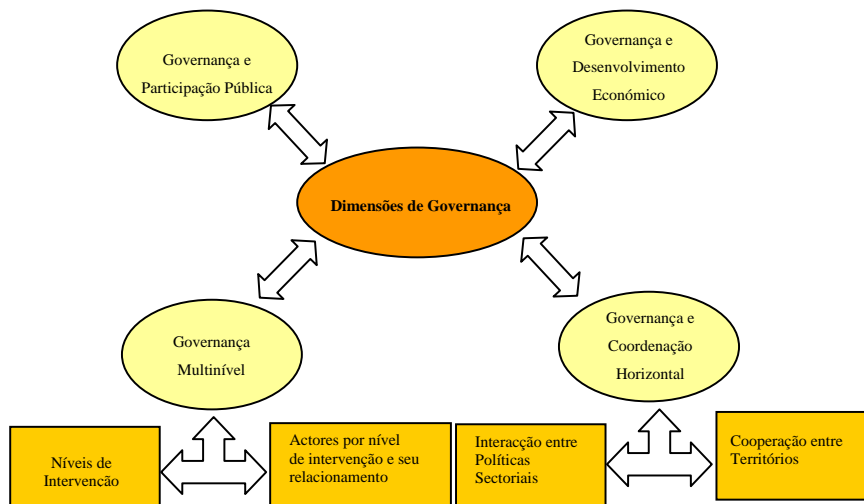 Governança e
Participação Pública
Governança e
Desenvolvimento
Económico
Dimensões de Governança
Governança
Multinível
Governança e
Coordenação
Horizontal
Níveis de
Intervenção
Actores por nível
de intervenção e seu
relacionamento
Interacção entre
Políticas
Sectoriais
Cooperação entre
Territórios